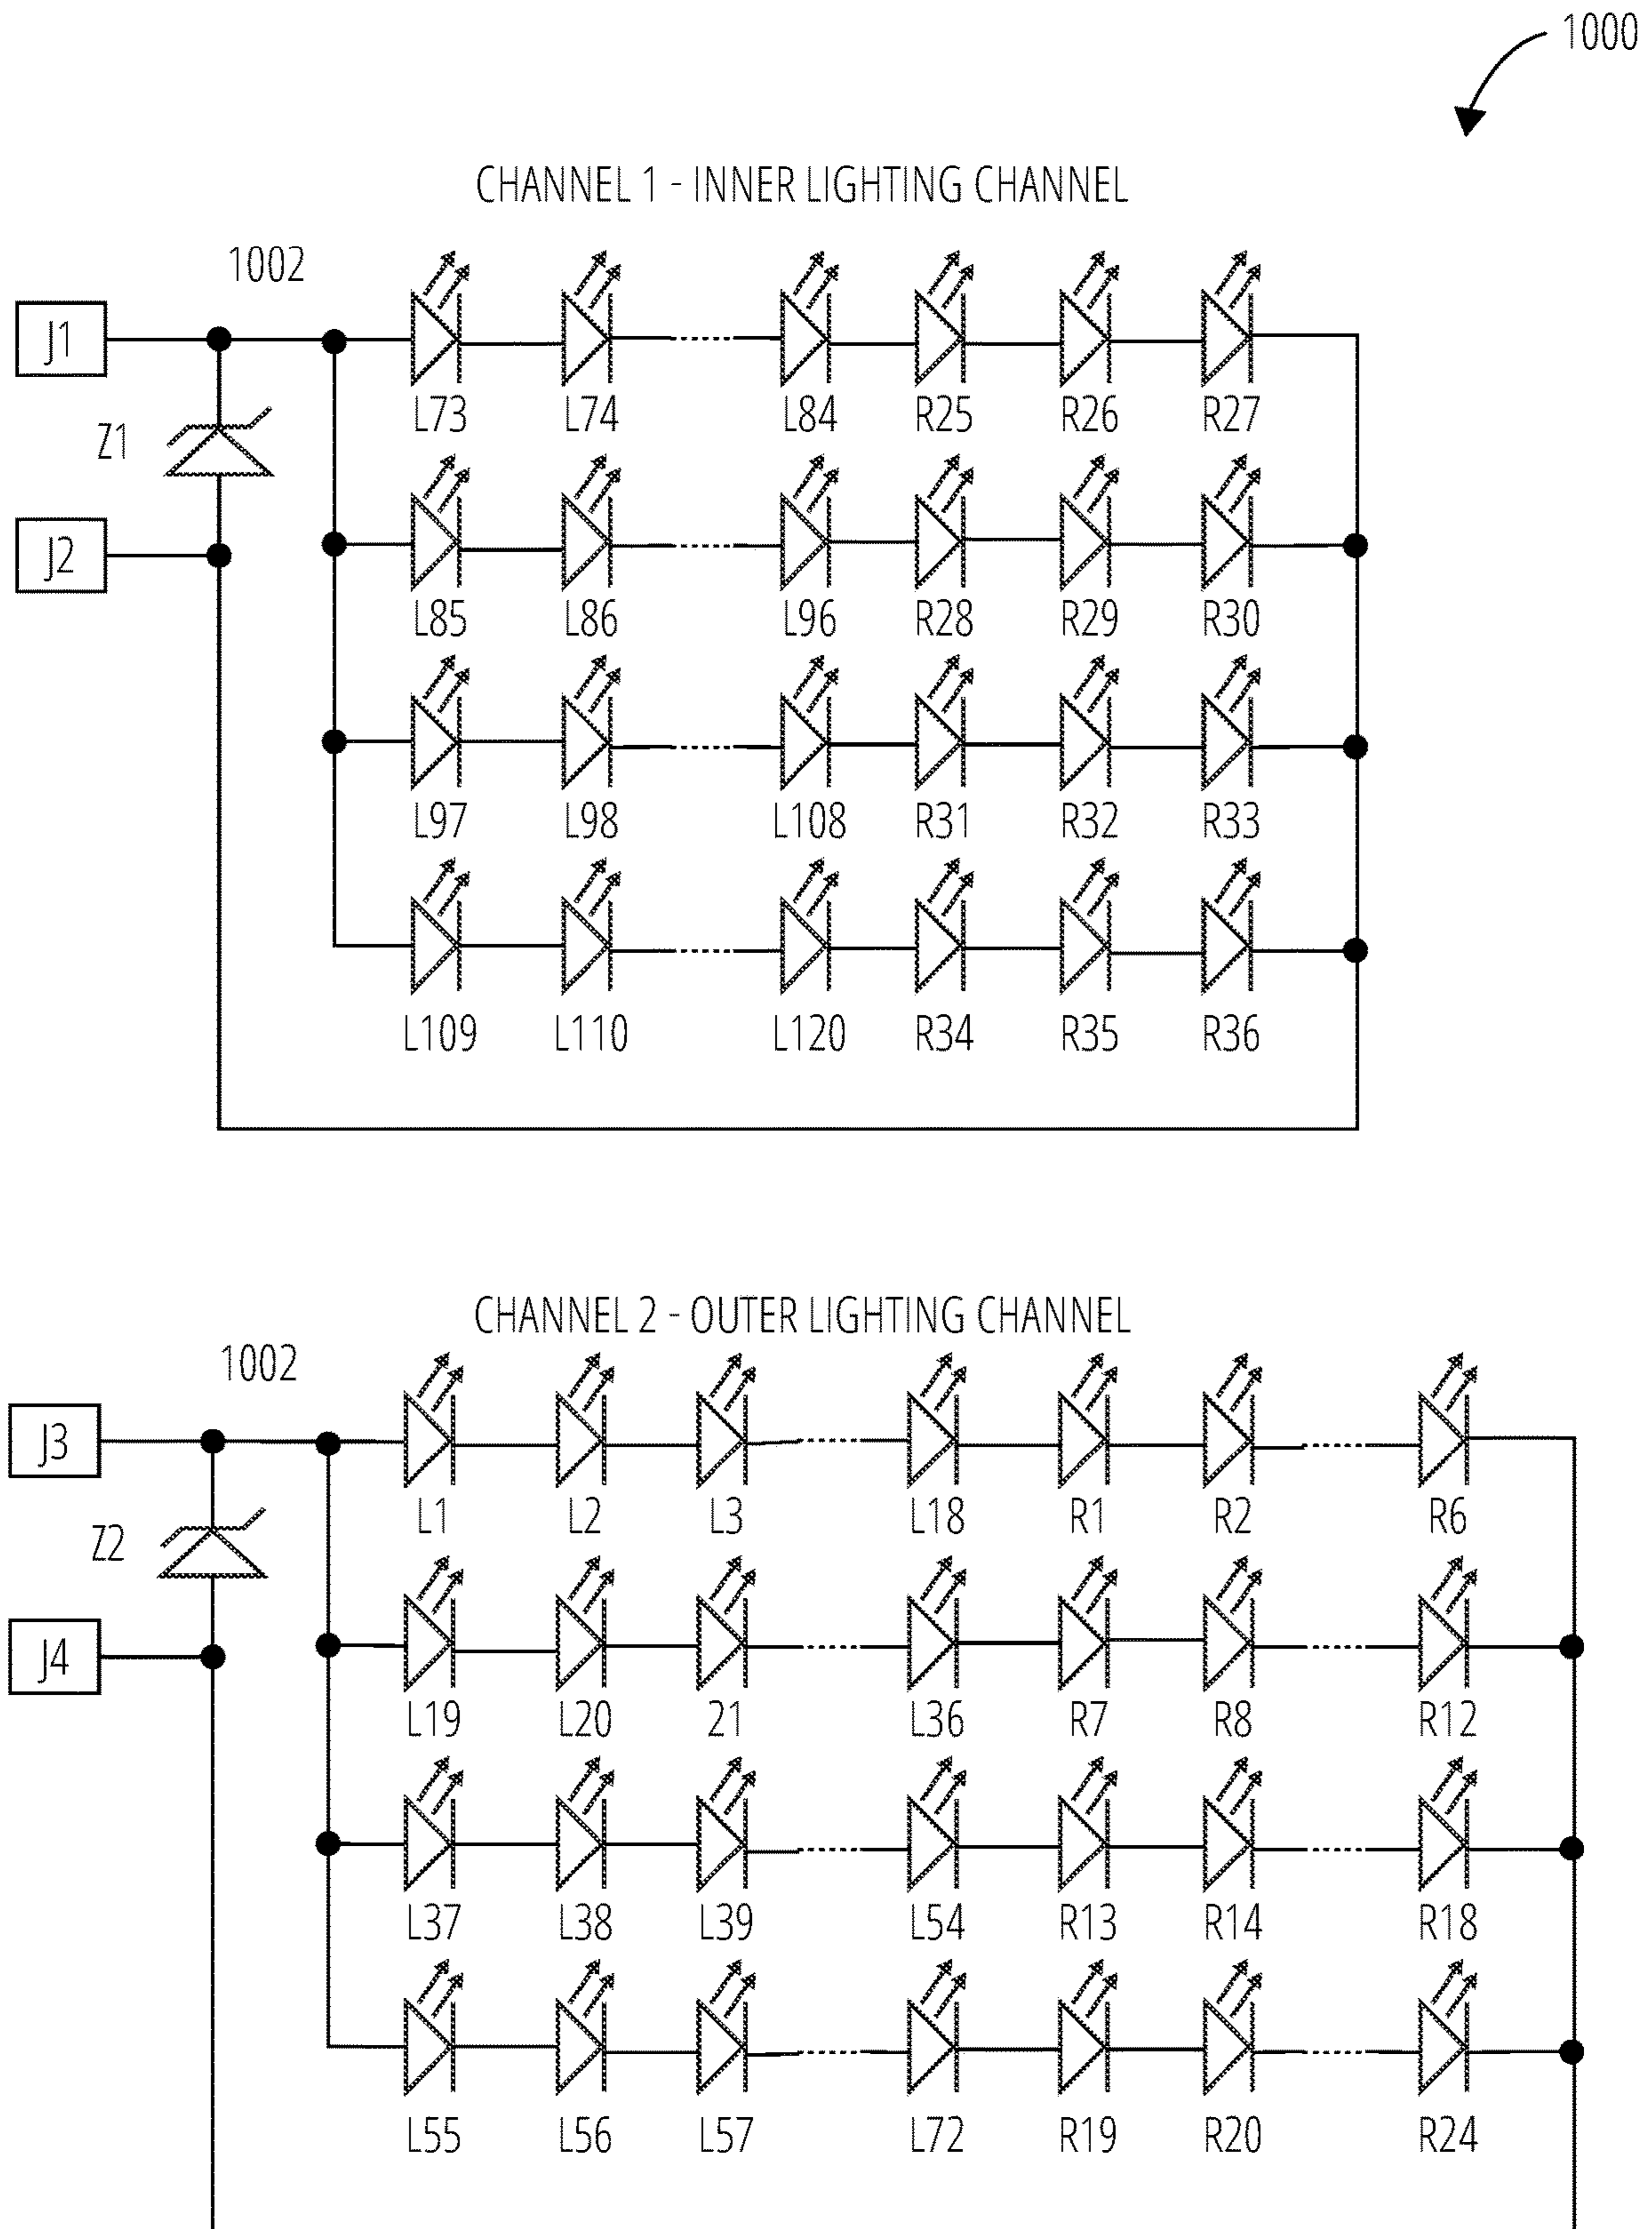 1000
CHANNEL 1 - INNER LIGHTING CHANNEL
1002
J1
L73 L74 L84 R25 R26 R27
Z1
J2
L85 L86 L96 R28 R29 R30
L97 L98 L108 R31 R32 R33
L109 L110 L120 R34 R35 R36
CHANNEL 2 - OUTER LIGHTING CHANNEL
1002
J3
L1 L2 L3 L18 R1 R2 R6
Z2
J4
L19 L20 21 L36 R7 R8 R12
L37 L38 L39 L54 R13 R14 R18
L55 L56 L57 L72 R19 R20 R24